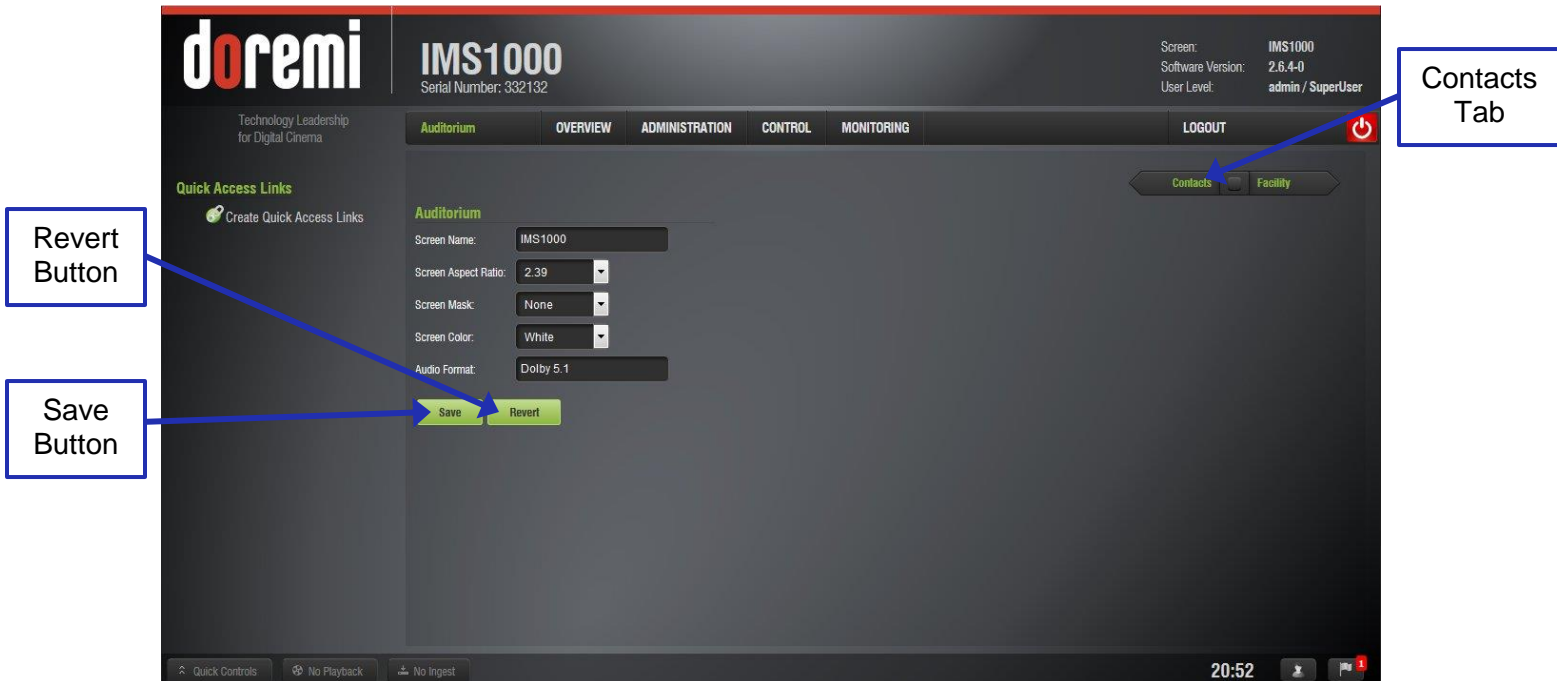 doremi
Technology Leadership
for Digital Cinema
IMS1000
Serial Number: 332132
Screen: IMS1000
Software Version: 2.6.4-0
User Level: admin / SuperUser
Contacts
Tab
Auditorium OVERVIEW ADMINISTRATION CONTROL MONITORING LOGOUT
Quick Access Links
Create Quick Access Links
Contacts Facility
Revert
Button
Save
Button
Auditorium
Screen Name: IMS1000
Screen Aspect Ratio: 2.39
Screen Mask: None
Screen Color: White
Audio Format: Dolby 5.1
Save Revert
Quick Controls No Playback No Ingest 20:52 1